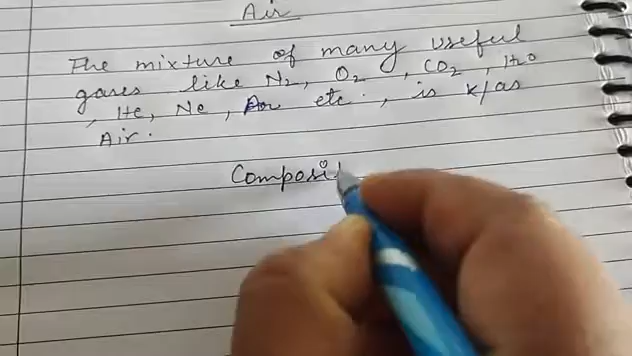 Air
The mixture of many useful
gases like N2, O2, CO2, H2O
, He, Ne, Ar etc., is k/as
Air.
Composit